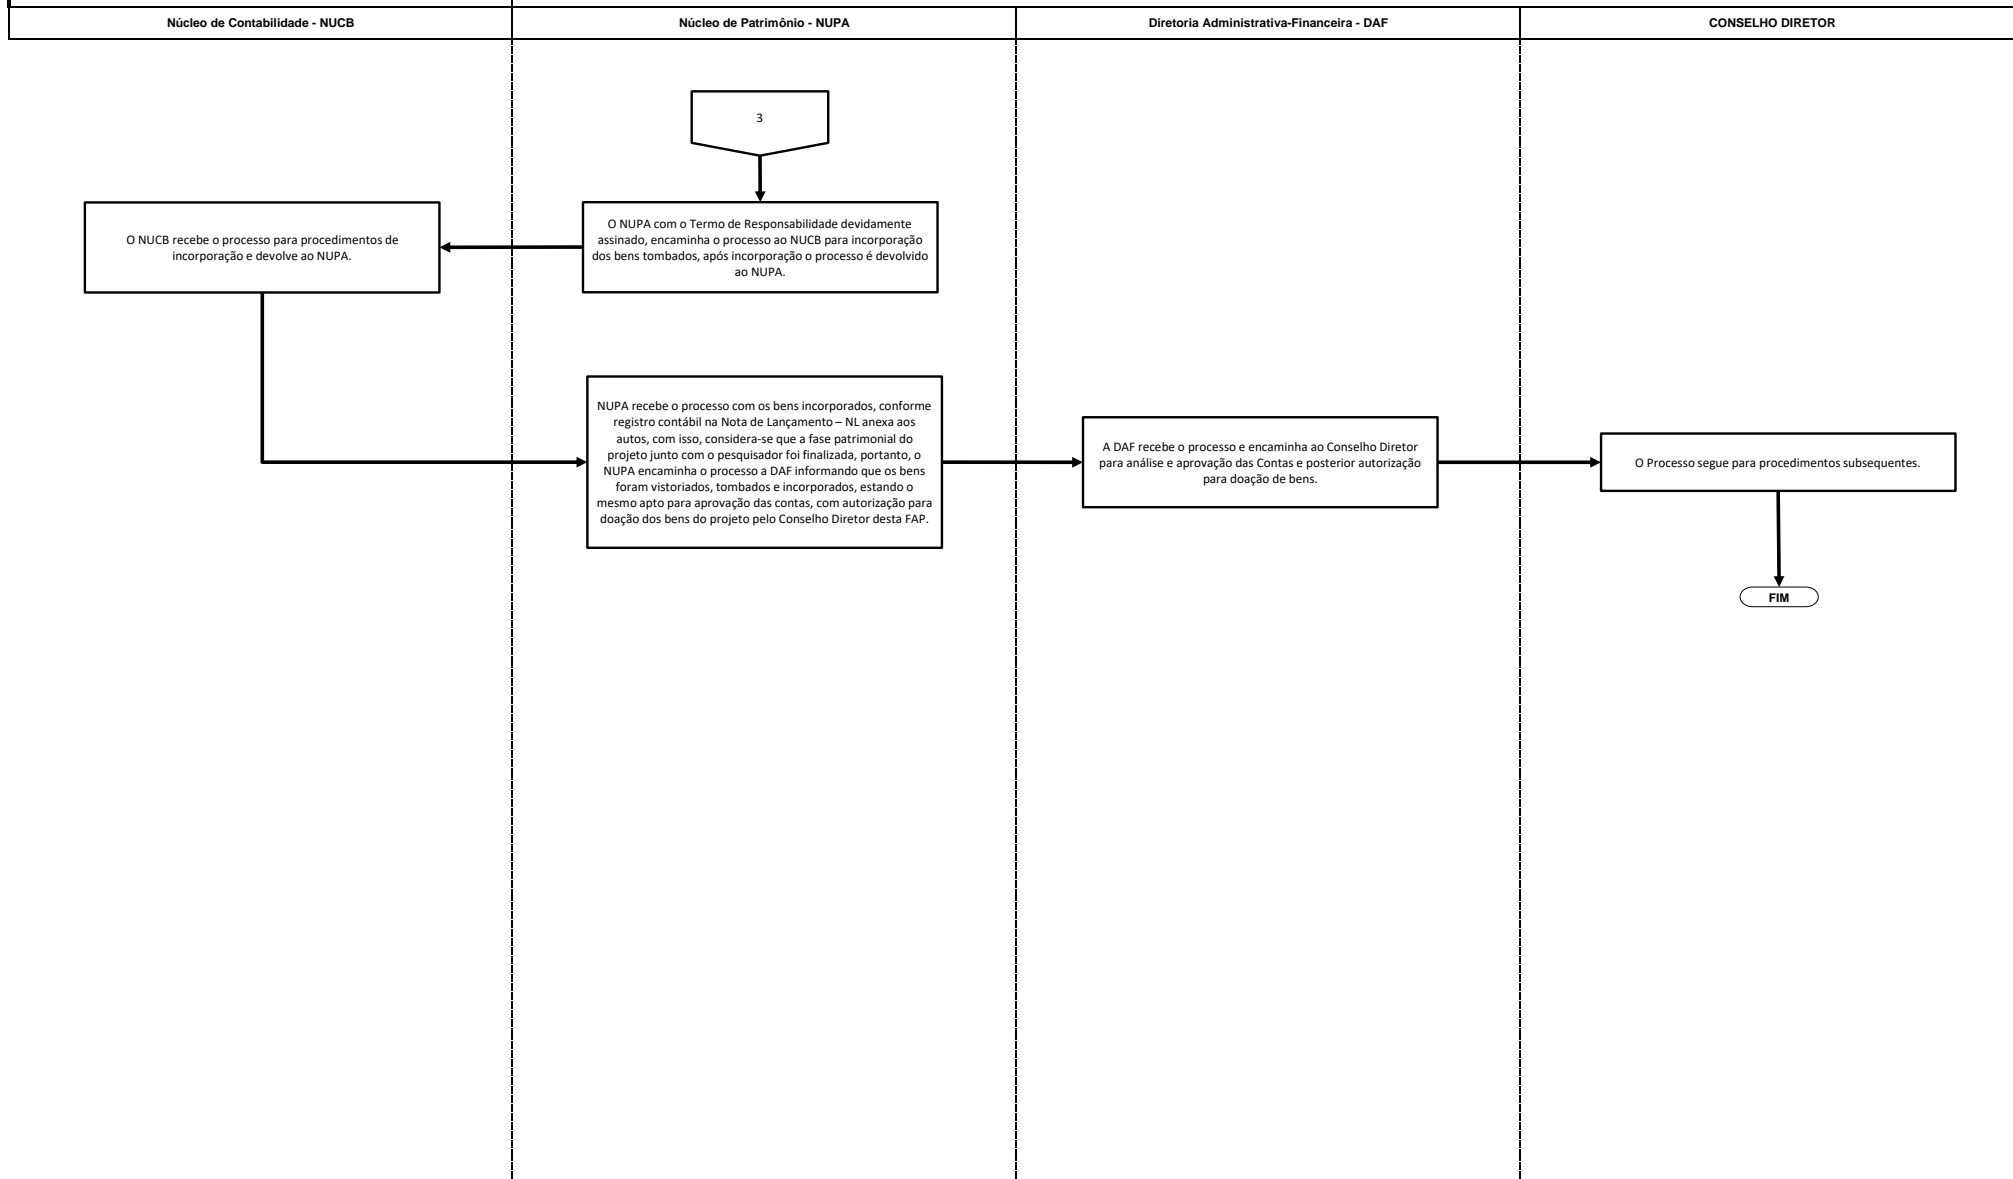 Núcleo de Contabilidade - NUCB
Núcleo de Patrimônio - NUPA
Diretoria Administrativa-Financeira - DAF
CONSELHO DIRETOR
3
O NUCB recebe o processo para procedimentos de
incorporação e devolve ao NUPA.
O NUPA com o Termo de Responsabilidade devidamente
assinado, encaminha o processo ao NUCB para incorporação
dos bens tombados, após incorporação o processo é devolvido
ao NUPA.
NUPA recebe o processo com os bens incorporados, conforme
registro contábil na Nota de Lançamento – NL anexa aos
autos, com isso, considera-se que a fase patrimonial do
projeto junto com o pesquisador foi finalizada, portanto, o
NUPA encaminha o processo a DAF informando que os bens
foram vistoriados, tombados e incorporados, estando o
mesmo apto para aprovação das contas, com autorização para
doação dos bens do projeto pelo Conselho Diretor desta FAP.
A DAF recebe o processo e encaminha ao Conselho Diretor
para análise e aprovação das Contas e posterior autorização
para doação de bens.
O Processo segue para procedimentos subsequentes.
FIM